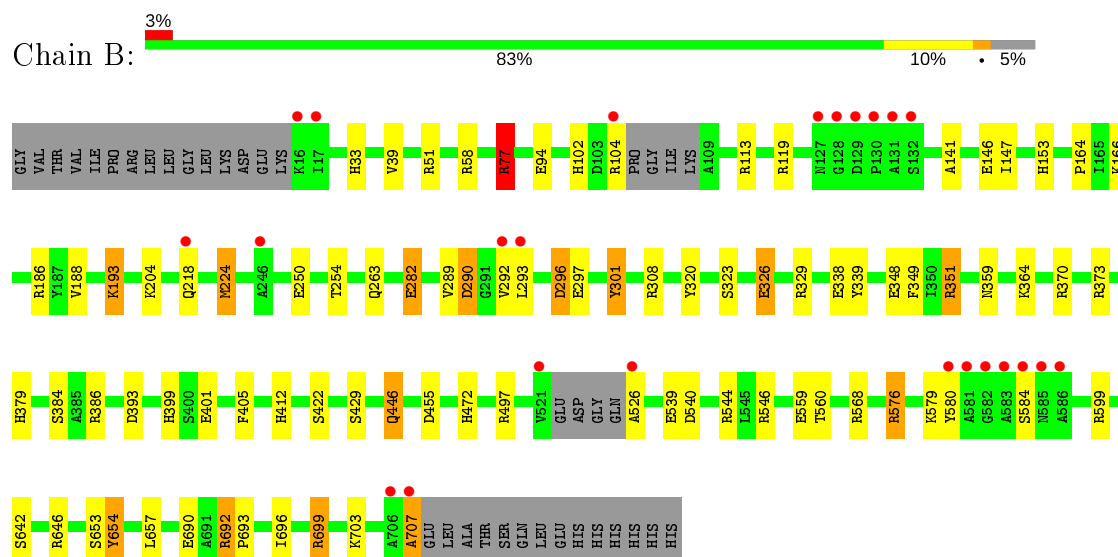 3%
Chain B:
83% 10% • 5%
GLY VAL THR VAL ILE PRO ARG LEU LEU GLY LEU LYS ASP GLU LYS K16 I17 H33 V39 R51 R58 R77 E94 H102 D103 R104 PRO GLY ILE LYS A109 R113 R119 N127 G128 D129 P130 A131 S132 A141 E146 I147 H153 P164 I165 K166
R186 Y187 V188 K193 K204 Q218 M224 A246 E250 T254 Q263 E282 V289 D290 G291 V292 L293 D296 E297 Y301 R308 Y320 S323 E326 R329 E338 Y339 E348 F349 I350 R351 N359 K364 R370 R373
H379 S384 A385 R386 D393 H399 S400 E401 F405 H412 S422 S429 Q446 D455 H472 R497 V521 GLU ASP GLY GLN A526 E539 D540 R544 L545 R546 E559 T560 R568 R576 K579 Y580 A581 G582 A583 S584 N585 A586 R599
S642 R646 S653 Y654 L657 E690 A691 R692 P693 I696 R699 K703 A706 A707 GLU LEU ALA THR SER GLN LEU GLU HIS HIS HIS HIS HIS HIS